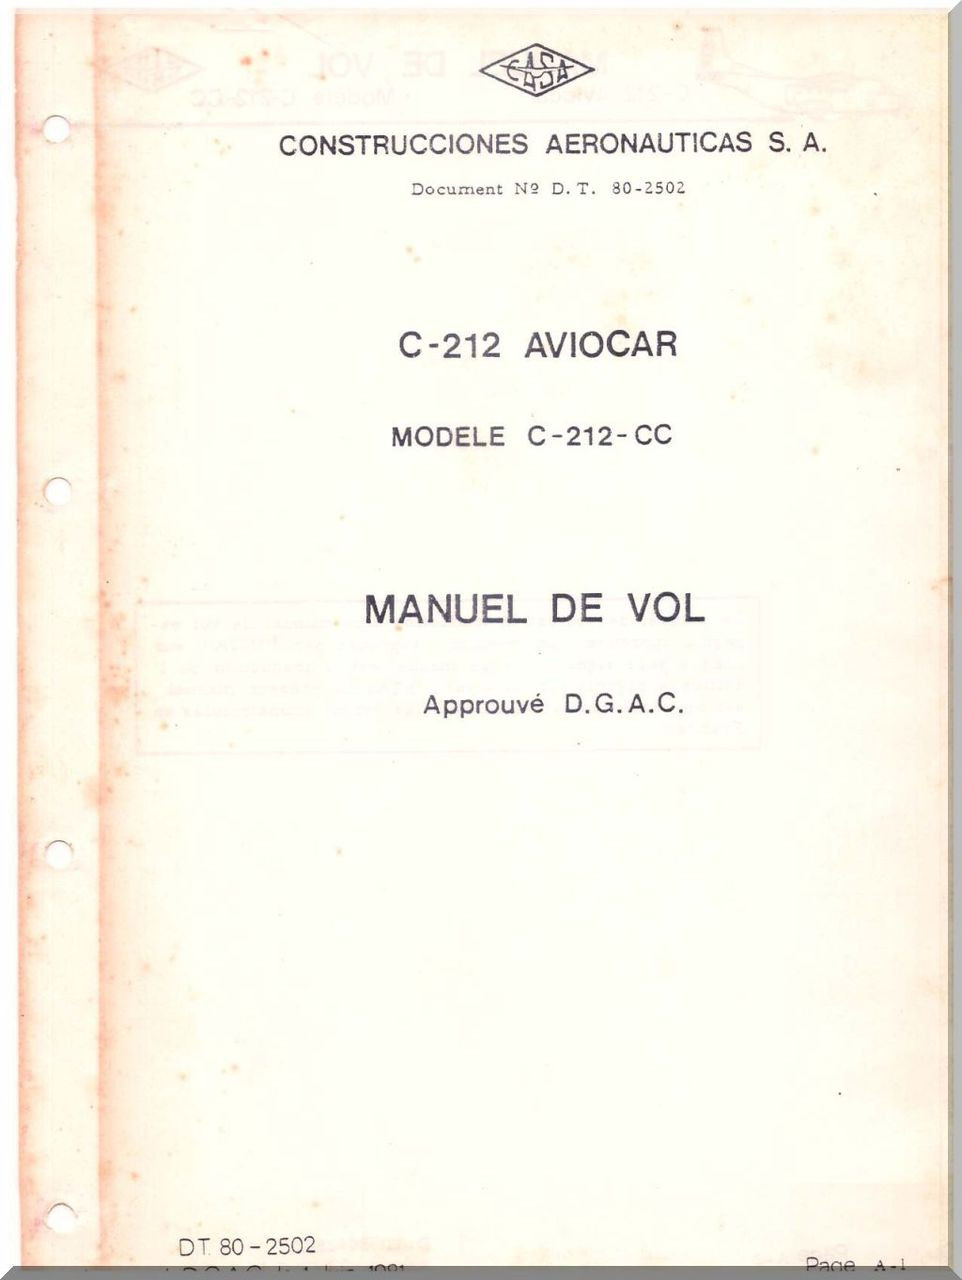 CASA
CONSTRUCCIONES AERONAUTICAS S. A.
Document Nº D.T. 80-2502
C-212 AVIOCAR
MODELE C-212-CC
MANUEL DE VOL
Approuvé D.G.A.C.
DT 80-2502
Page A-1